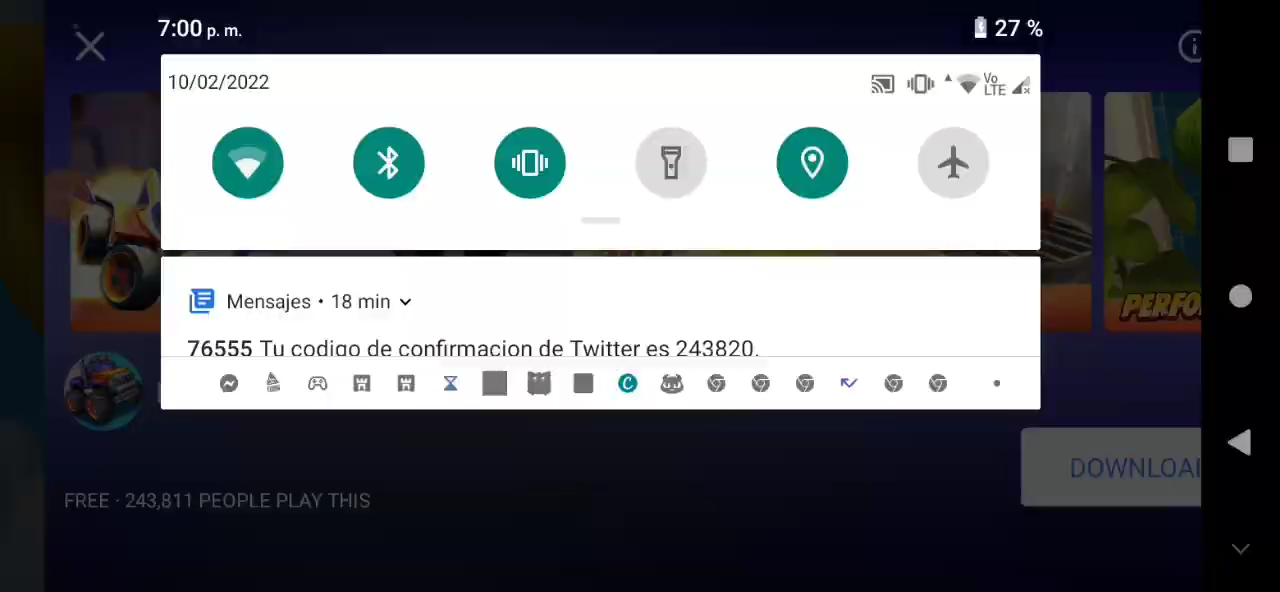 7:00 p. m.
27 %
10/02/2022
Vo
LTE
Mensajes • 18 min
76555 Tu codigo de confirmacion de Twitter es 243820.
C
PERFO
DOWNLOA
FREE · 243,811 PEOPLE PLAY THIS